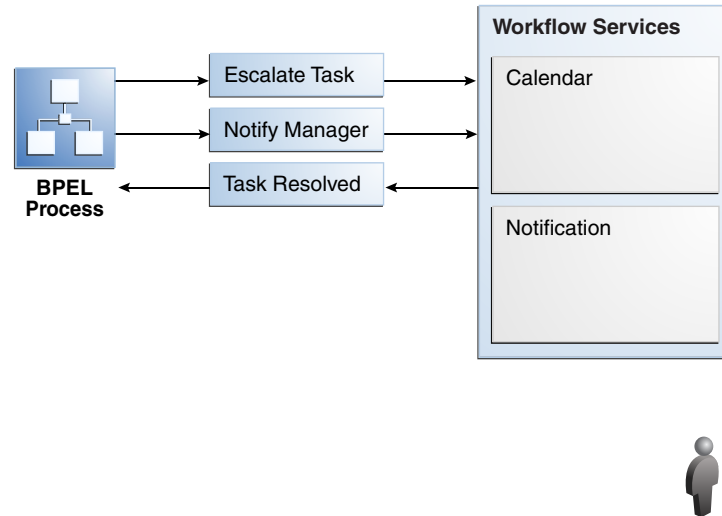 Workflow Services
Escalate Task
Calendar
Notify Manager
Task Resolved
BPEL
Process
Notification